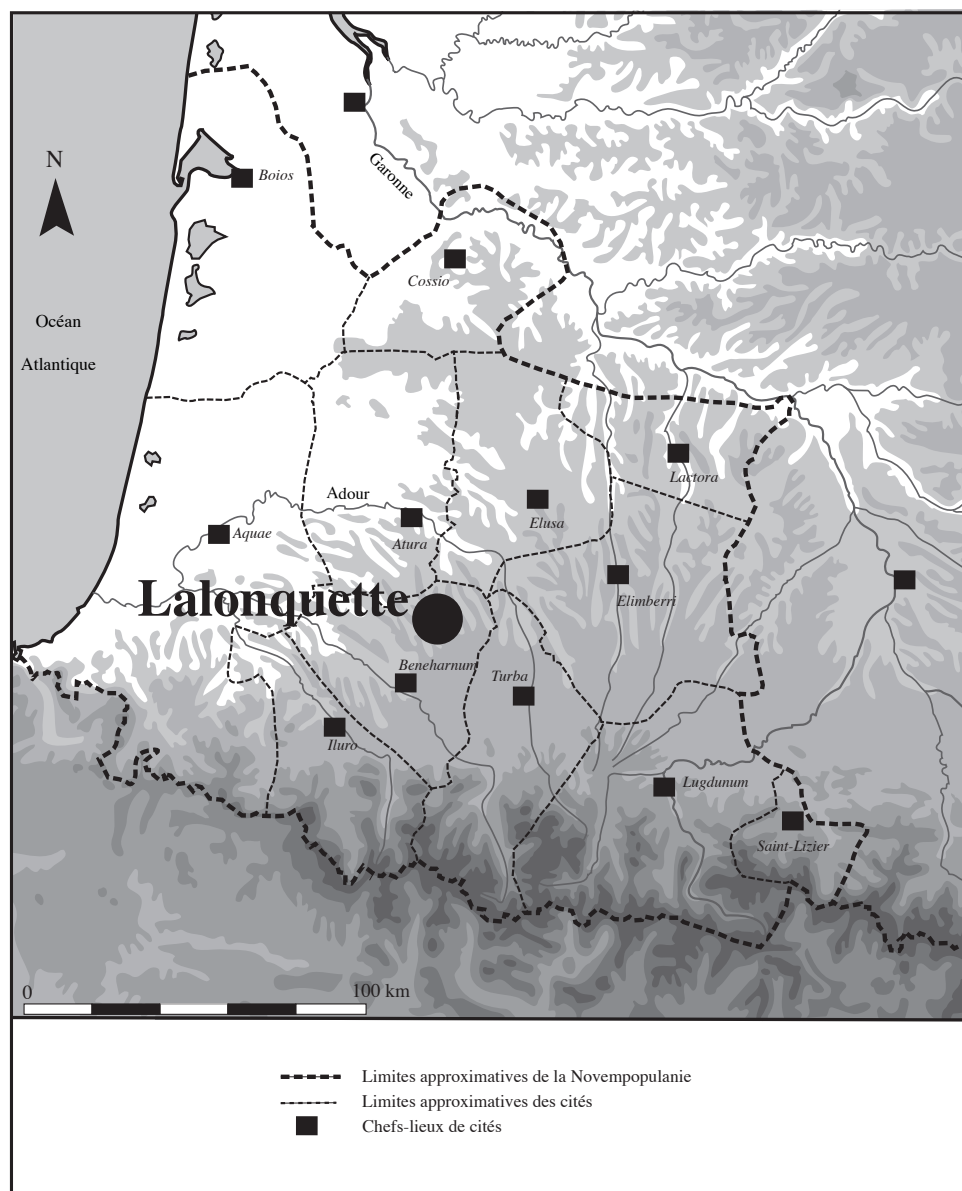 N
Garonne
Boios
Cossio
Océan
Atlantique
Lactora
Adour
Elusa
Aquae
Atura
Elimberri
Lalonquette
Beneharnum
Turba
Iluro
Lugdunum
Saint-Lizier
0
100 km
Limites approximatives de la Novempopulanie
Limites approximatives des cités
Chefs-lieux de cités